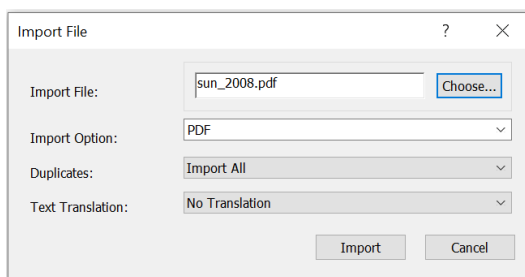 Import File
?
Import File:
sun_2008.pdf
Choose...
Import Option:
PDF
Duplicates:
Import All
Text Translation:
No Translation
Import
Cancel